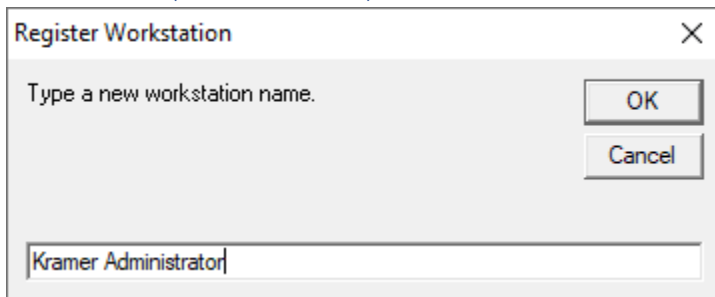 Register Workstation
Type a new workstation name.
OK
Cancel
Kramer Administrator